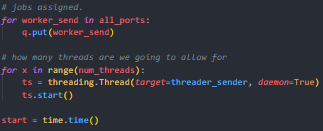 # jobs assigned.
for worker_send in all_ports:
    q.put(worker_send)
# how many threads are we going to allow for
for x in range(num_threads):
    ts = threading.Thread(target=threader_sender, daemon=True)
    ts.start()
start = time.time()